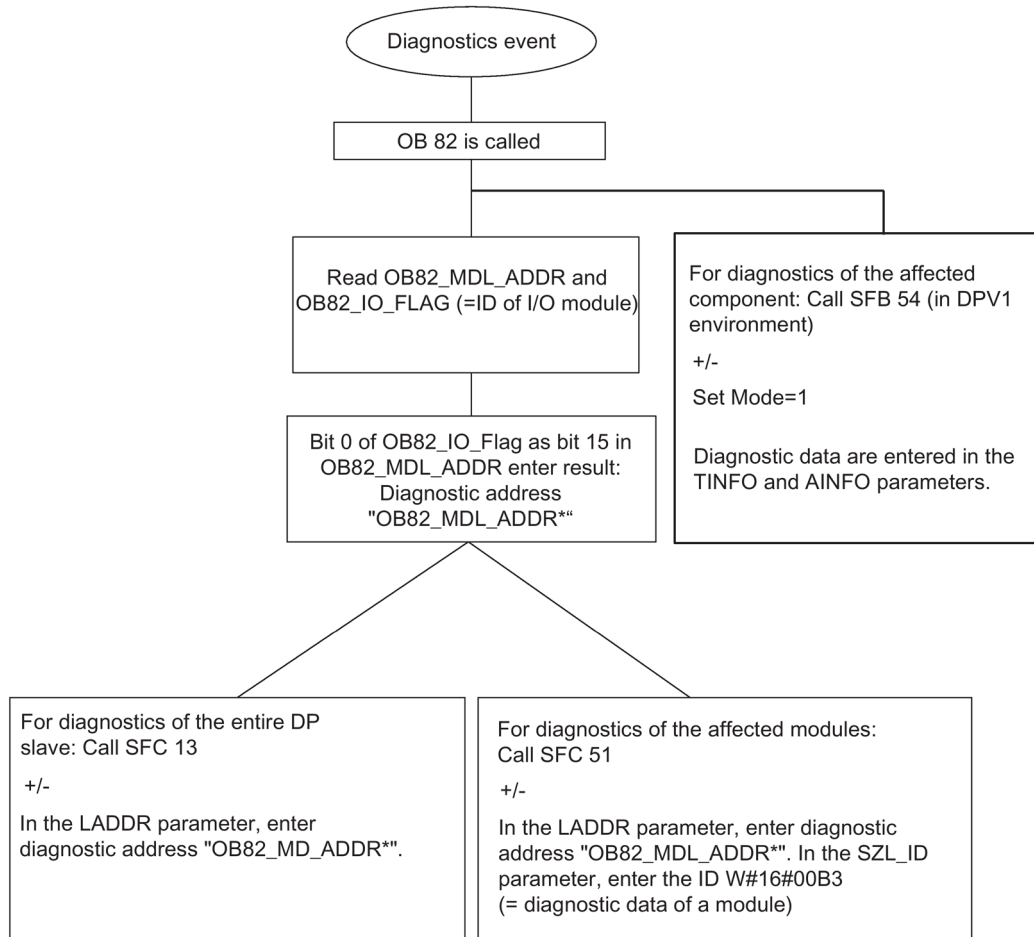 Diagnostics event
OB 82 is called
Read OB82_MDL_ADDR and
OB82_IO_FLAG (=ID of I/O module)
For diagnostics of the affected
component: Call SFB 54 (in DPV1
environment)
+/-
Set Mode=1
Diagnostic data are entered in the
TINFO and AINFO parameters.
Bit 0 of OB82_IO_Flag as bit 15 in
OB82_MDL_ADDR enter result:
Diagnostic address
"OB82_MDL_ADDR*“
For diagnostics of the entire DP
slave: Call SFC 13
+/-
In the LADDR parameter, enter
diagnostic address "OB82_MD_ADDR*".
For diagnostics of the affected modules:
Call SFC 51
+/-
In the LADDR parameter, enter diagnostic
address "OB82_MDL_ADDR*". In the SZL_ID
parameter, enter the ID W#16#00B3
(= diagnostic data of a module)